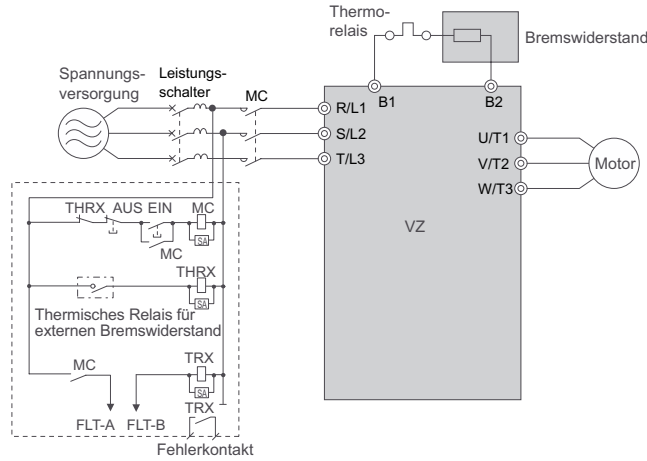 Thermo-
relais
Bremswiderstand
Spannungs-
versorgung
Leistungs-
schalter
MC
B1
B2
R/L1
S/L2
T/L3
U/T1
V/T2
W/T3
Motor
VZ
THRX
AUS
EIN
MC
SA
MC
THRX
SA
Thermisches Relais für
externen Bremswiderstand
MC
TRX
SA
TRX
FLT-A
FLT-B
Fehlerkontakt